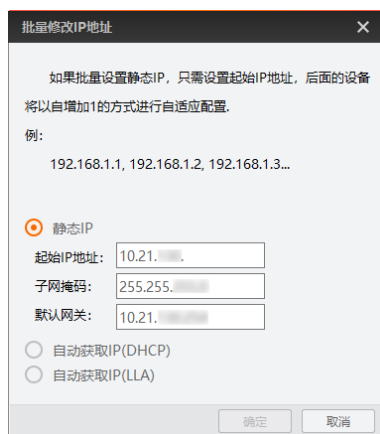 批量修改IP地址
如果批量设置静态IP，只需设置起始IP地址，后面的设备
将以自增加1的方式进行自适应配置.
例：
192.168.1.1, 192.168.1.2, 192.168.1.3...
静态IP
起始IP地址： 10.21.
子网掩码： 255.255.
默认网关： 10.21.
自动获取IP(DHCP)
自动获取IP(LLA)
确定 取消